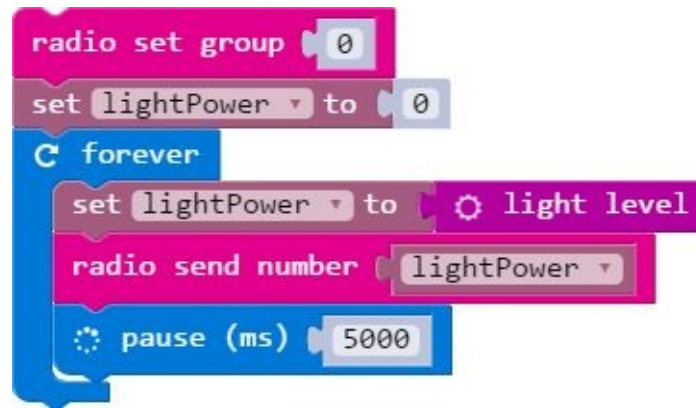 radio set group 0
set lightPower to 0
forever
set lightPower to light level
radio send number lightPower
pause (ms) 5000